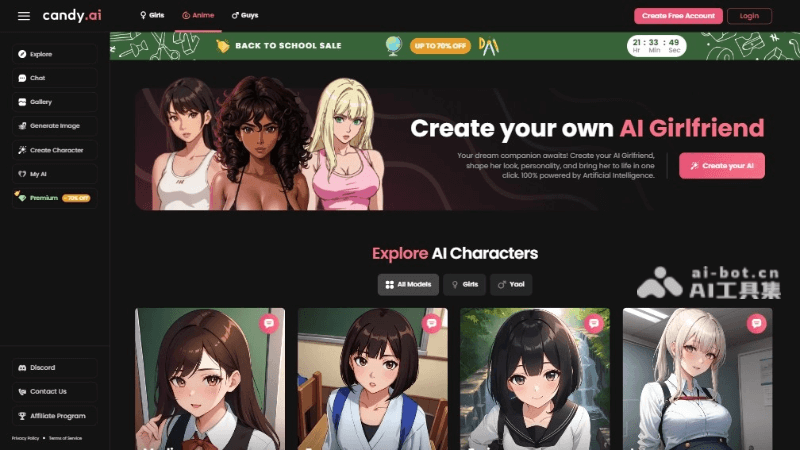 candy.ai
Girls
Anime
Guys
Create Free Account
Login
BACK TO SCHOOL SALE
UP TO 70% OFF
21 : 33 : 49
Hr Min Sec
Explore
Chat
Gallery
Generate Image
Create Character
My AI
Premium
-70% OFF
Discord
Contact Us
Affiliate Program
Privacy Policy • Terms of Service
Create your own AI Girlfriend
Your dream companion awaits! Create your AI Girlfriend,
shape her look, personality, and bring her to life in one
click. 100% powered by Artificial Intelligence.
Create your AI
Explore AI Characters
All Models
Girls
Yaoi
ai-bot.cn
AI工具集